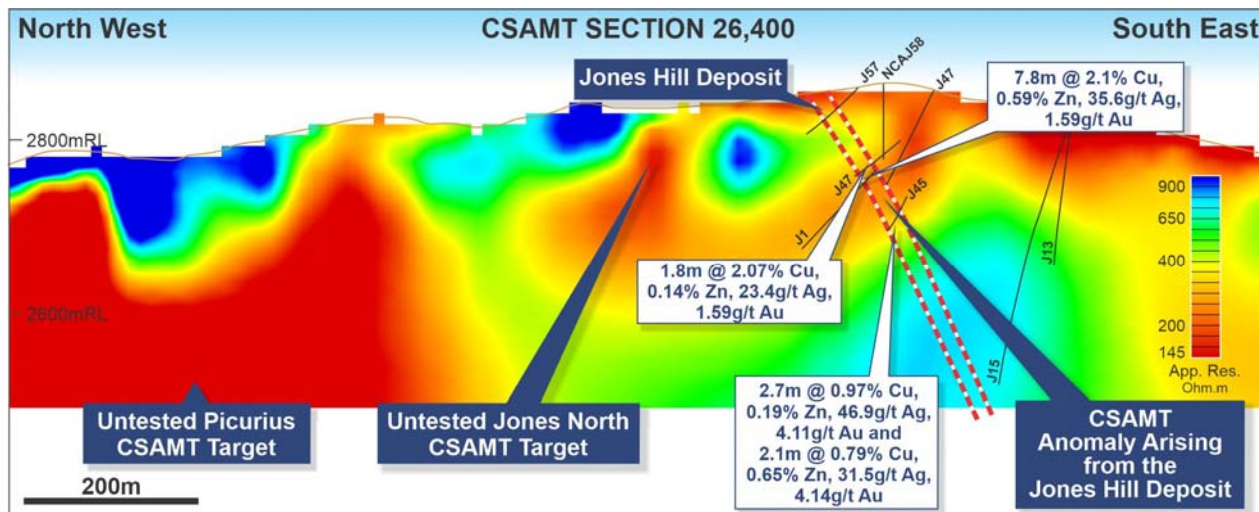 North West
CSAMT SECTION 26,400
South East
Jones Hill Deposit
J57
NCAJ58
J47
7.8m @ 2.1% Cu,
0.59% Zn, 35.6g/t Ag,
1.59g/t Au
2800mRL
J47
J45
J1
J13
J15
1.8m @ 2.07% Cu,
0.14% Zn, 23.4g/t Ag,
1.59g/t Au
2600mRL
900
650
400
200
145
App. Res.
Ohm.m
Untested Picurius
CSAMT Target
Untested Jones North
CSAMT Target
2.7m @ 0.97% Cu,
0.19% Zn, 46.9g/t Ag,
4.11g/t Au and
2.1m @ 0.79% Cu,
0.65% Zn, 31.5g/t Ag,
4.14g/t Au
CSAMT
Anomaly Arising
from the
Jones Hill Deposit
200m